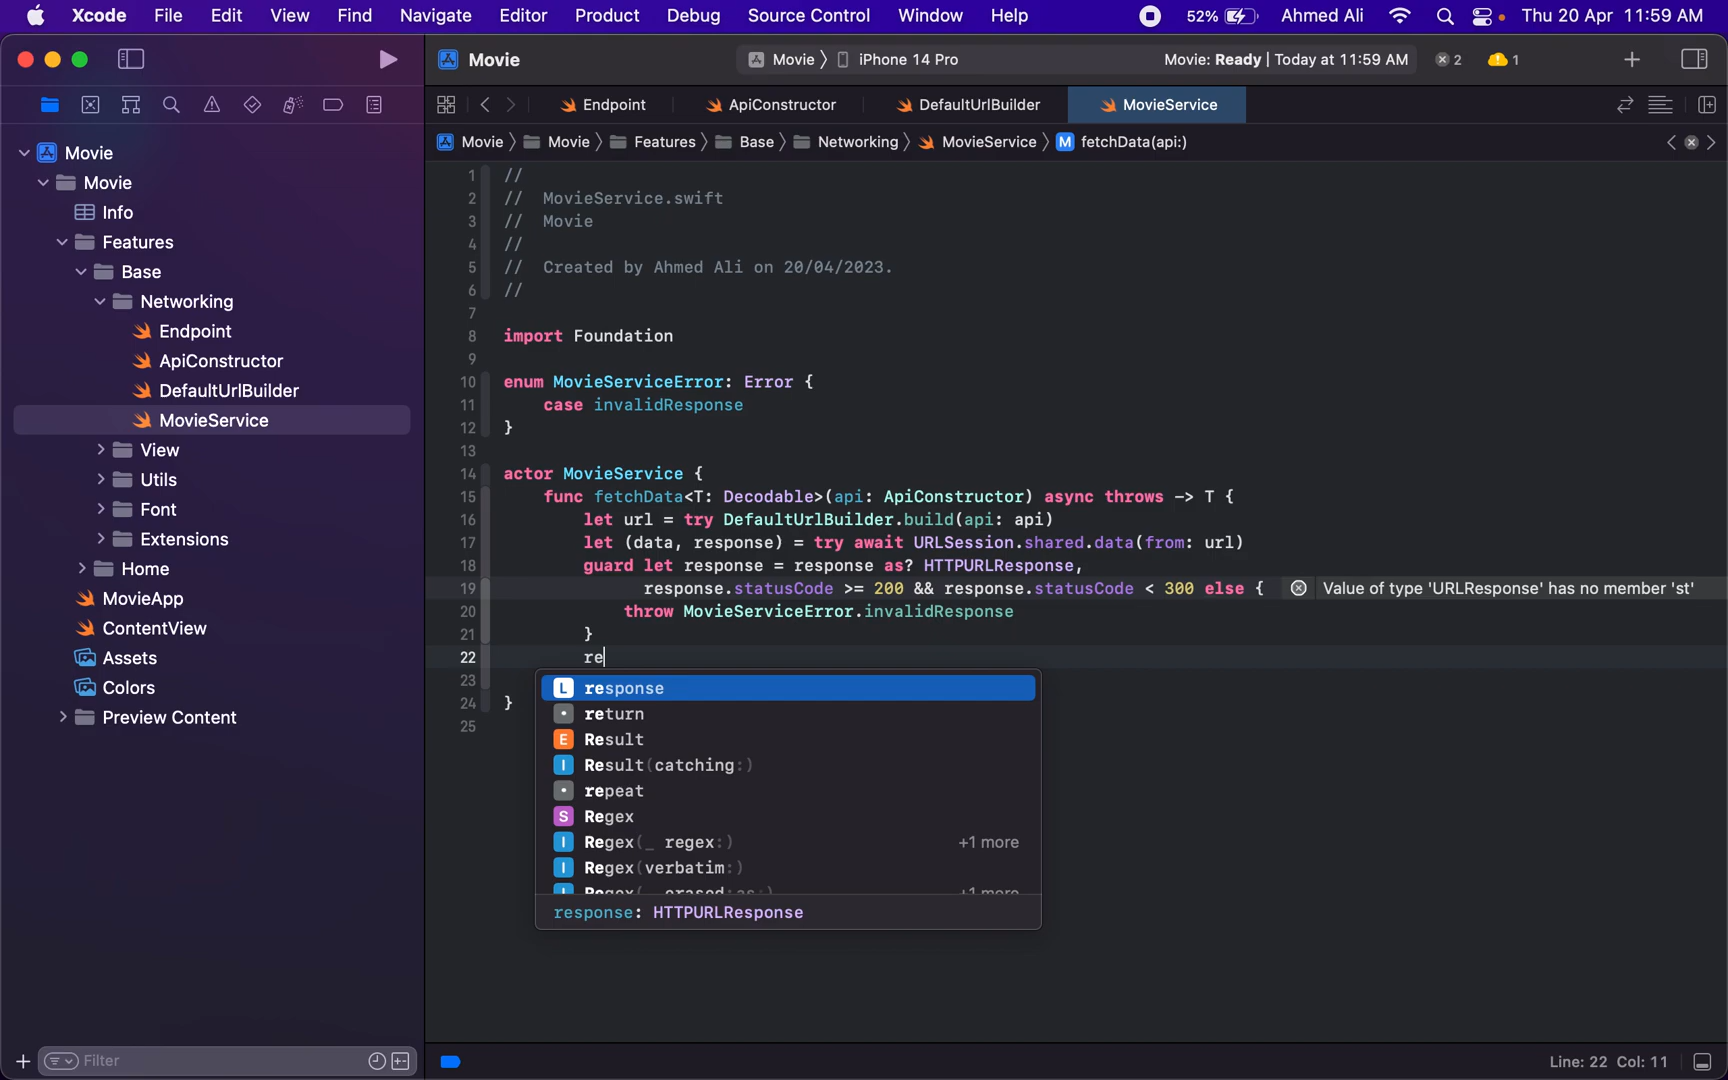 Xcode File Edit View Find Navigate Editor Product Debug Source Control Window Help 52% Ahmed Ali Thu 20 Apr 11:59 AM
Movie Movie 〉 iPhone 14 Pro Movie: Ready | Today at 11:59 AM 2 1
Endpoint ApiConstructor DefaultUrlBuilder MovieService
Movie 〉 Movie 〉 Features 〉 Base 〉 Networking 〉 MovieService 〉 M fetchData(api:)
Movie
Movie
Info
Features
Base
Networking
Endpoint
ApiConstructor
DefaultUrlBuilder
MovieService
View
Utils
Font
Extensions
Home
MovieApp
ContentView
Assets
Colors
Preview Content
Filter
1 //
2 //  MovieService.swift
3 //  Movie
4 //
5 //  Created by Ahmed Ali on 20/04/2023.
6 //
7
8 import Foundation
9
10 enum MovieServiceError: Error {
11     case invalidResponse
12 }
13
14 actor MovieService {
15     func fetchData<T: Decodable>(api: ApiConstructor) async throws -> T {
16         let url = try DefaultUrlBuilder.build(api: api)
17         let (data, response) = try await URLSession.shared.data(from: url)
18         guard let response = response as? HTTPURLResponse,
19               response.statusCode >= 200 && response.statusCode < 300 else { Value of type 'URLResponse' has no member 'st'
20             throw MovieServiceError.invalidResponse
21         }
22         re
23
24 }
25
L response
return
E Result
I Result(catching:)
repeat
S Regex
I Regex(_ regex:) +1 more
I Regex(verbatim:)
response: HTTPURLResponse
Line: 22 Col: 11